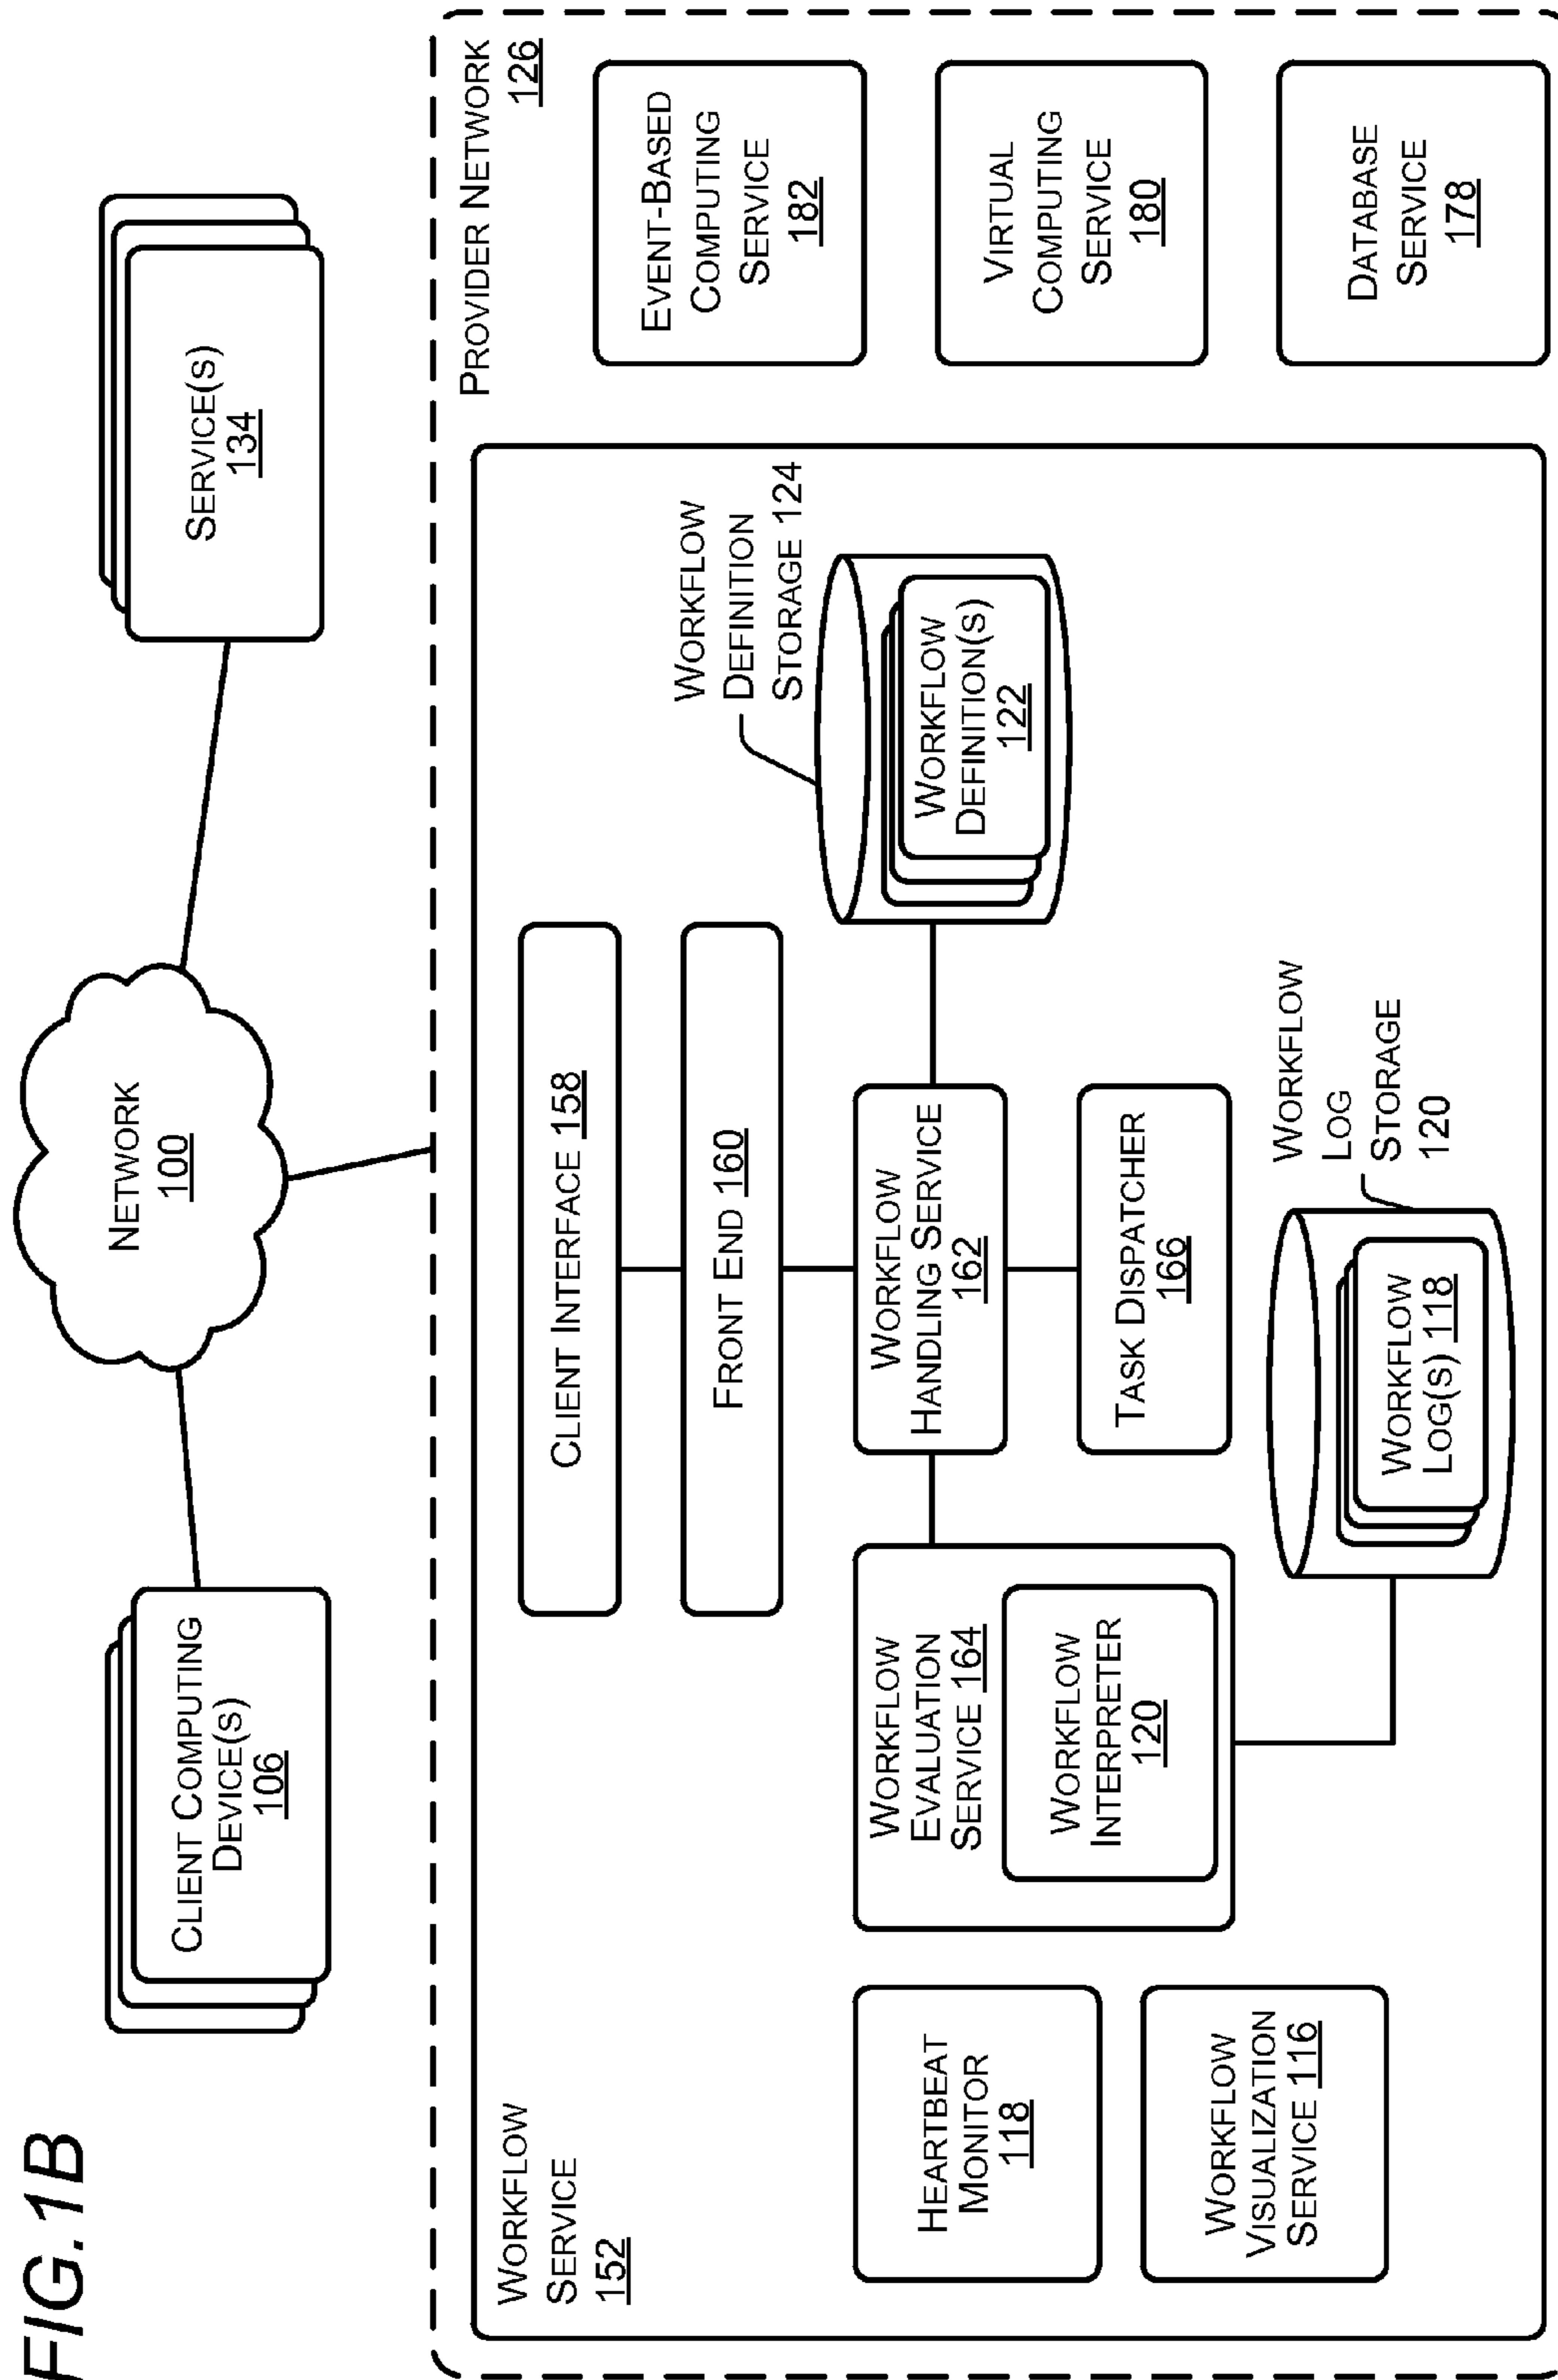 FIG.1B
CLIENT COMPUTING
DEVICE(S)
106
NETWORK
100
SERVICE(S)
134
PROVIDER NETWORK
126
WORKFLOW
SERVICE
152
CLIENT INTERFACE 158
FRONT END 160
HEARTBEAT
MONITOR
118
WORKFLOW
VISUALIZATION
SERVICE 116
WORKFLOW
EVALUATION
SERVICE 164
WORKFLOW
INTERPRETER
120
WORKFLOW
HANDLING SERVICE
162
TASK DISPATCHER
166
WORKFLOW
LOG
STORAGE
120
WORKFLOW
LOG(S) 118
WORKFLOW
DEFINITION
STORAGE 124
WORKFLOW
DEFINITION(S)
122
EVENT-BASED
COMPUTING
SERVICE
182
VIRTUAL
COMPUTING
SERVICE
180
DATABASE
SERVICE
178